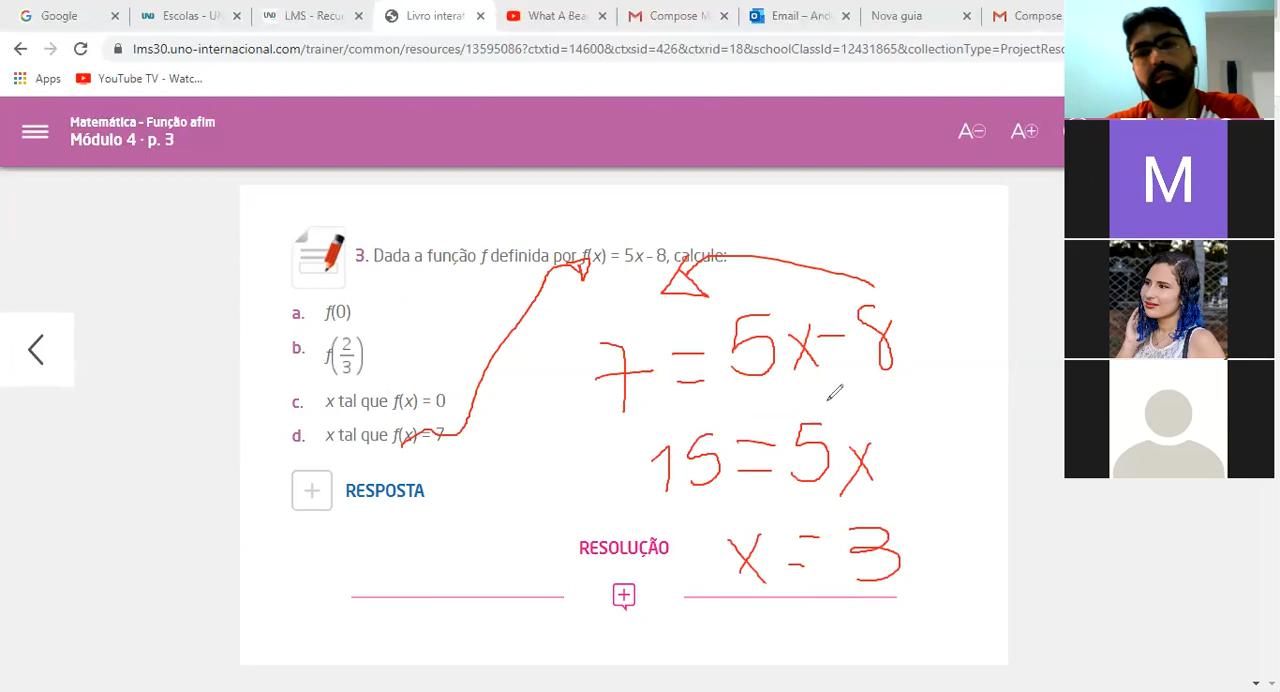 Google
Escolas - UN
LMS - Recu
Livro interat
What A Bea
Compose M
Email – And
Nova guia
Compose
lms30.uno-internacional.com/trainer/common/resources/13595086?ctxtid=14600&ctxsid=426&ctxrid=18&schoolClassId=12431865&collectionType=ProjectResc
Apps
YouTube TV - Watc...
Matemática – Função afim
Módulo 4 · p. 3
A
A
3. Dada a função f definida por f(x) = 5x – 8, calcule:
a. f(0)
b. f(2/3)
c. x tal que f(x) = 0
d. x tal que f(x) = 7
RESPOSTA
RESOLUÇÃO
7 = 5x - 8
15 = 5x
x = 3
M